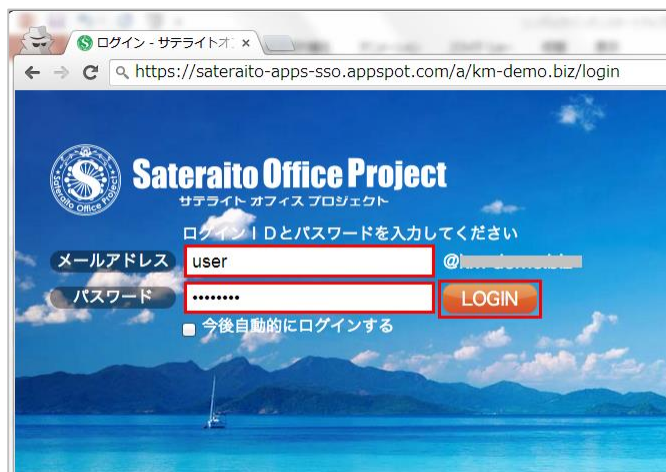 ログイン - サテライトオ
https://sateraito-apps-sso.appspot.com/a/km-demo.biz/login
Sateraito Office Project
サテライト オフィス プロジェクト
ログインＩＤとパスワードを入力してください
メールアドレス user @
パスワード •••••••• LOGIN
今後自動的にログインする